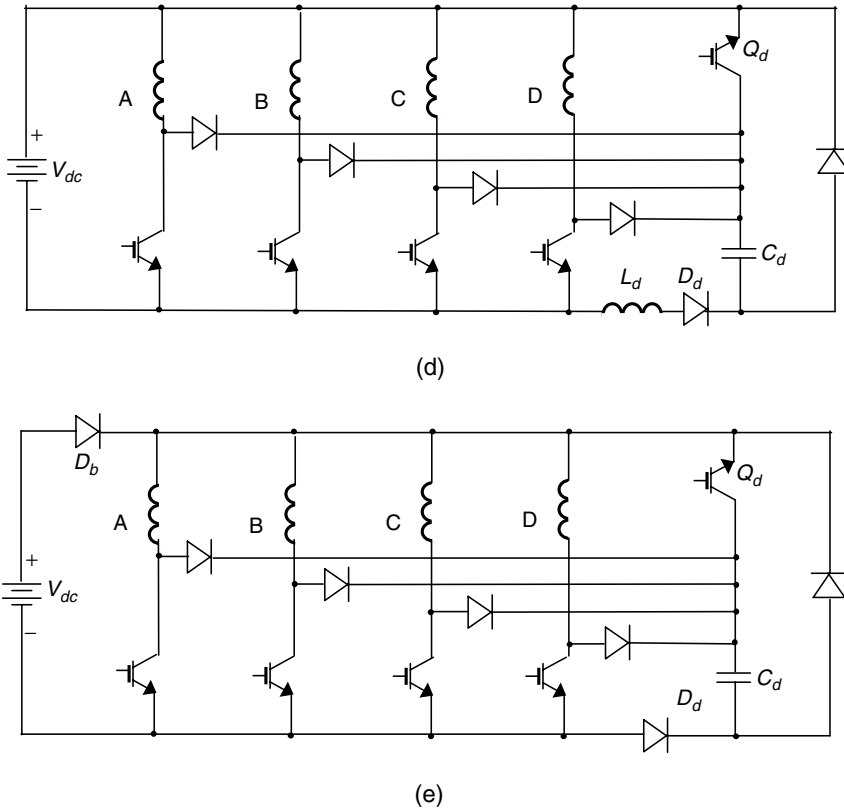 A
B
C
D
Q_d
+
V_dc
−
C_d
L_d
D_d
(d)
D_b
A
B
C
D
Q_d
+
V_dc
−
C_d
D_d
(e)